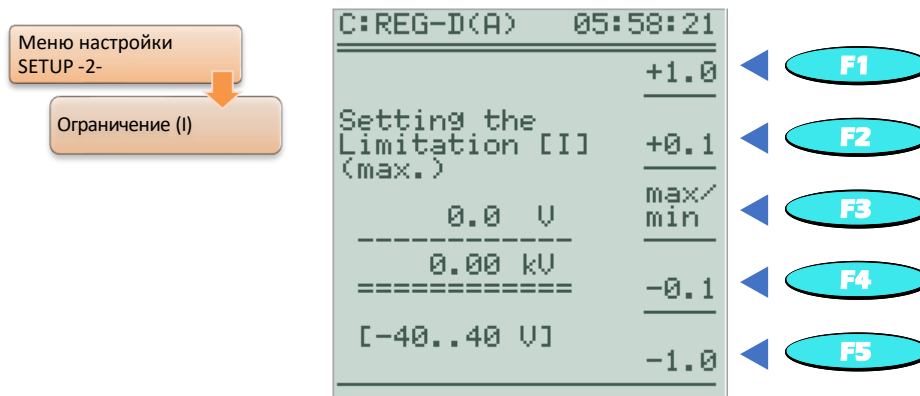 Меню настройки
SETUP -2-
Ограничение (I)
C:REG-D(A) 05:58:21
+1.0
Setting the
Limitation [I]
(max.)
+0.1
max/
min
0.0 V
------------
0.00 kV
============
-0.1
[-40..40 V]
-1.0
F1
F2
F3
F4
F5